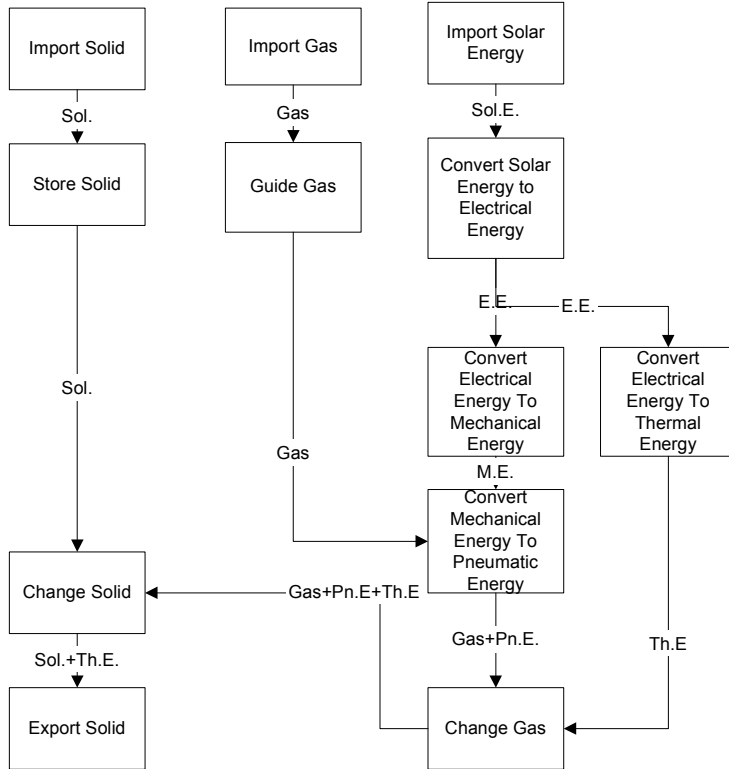 Import Solid
Import Gas
Import Solar
Energy
Sol.
Gas
Sol.E.
Store Solid
Guide Gas
Convert Solar
Energy to
Electrical
Energy
E.E.
E.E.
Convert
Electrical
Energy To
Mechanical
Energy
Convert
Electrical
Energy To
Thermal
Energy
Sol.
Gas
M.E.
Convert
Mechanical
Energy To
Pneumatic
Energy
Change Solid
Gas+Pn.E+Th.E
Gas+Pn.E.
Th.E
Sol.+Th.E.
Export Solid
Change Gas